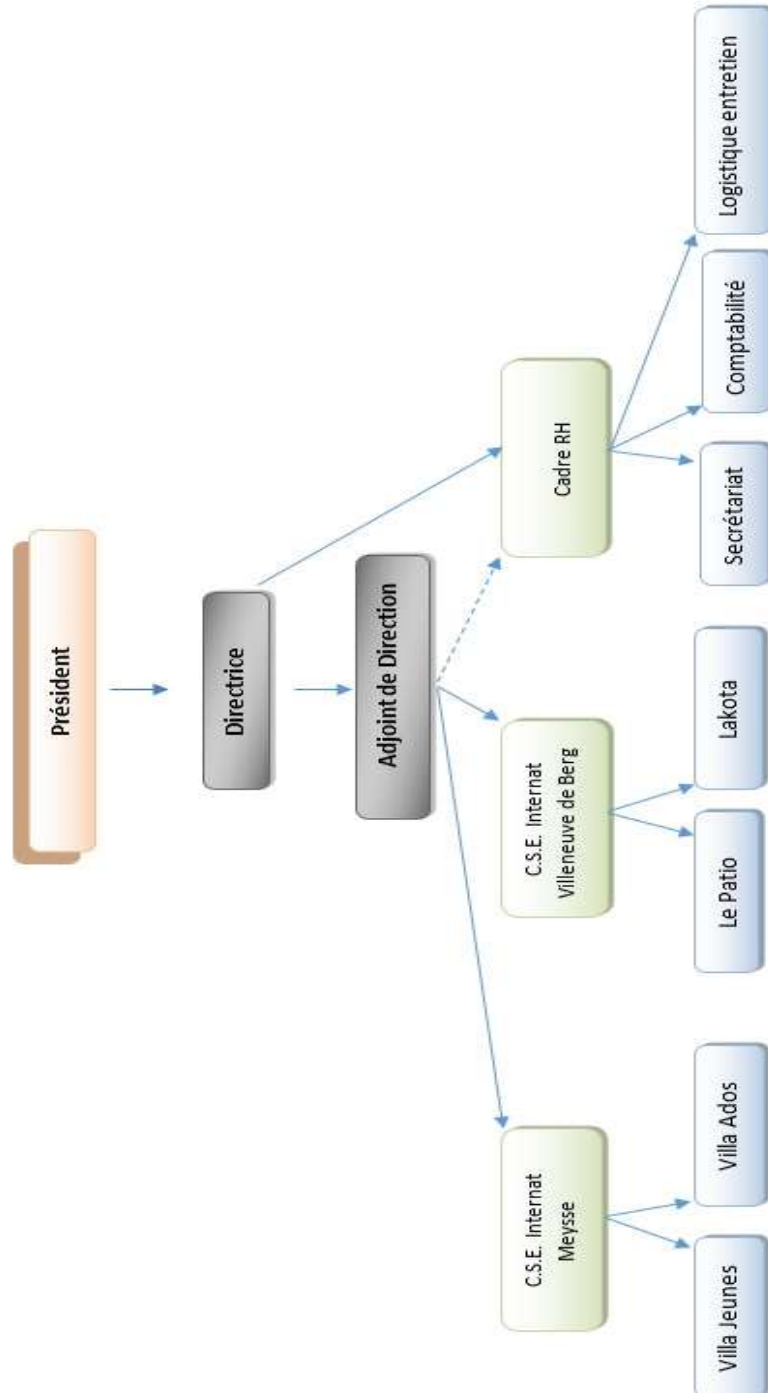 Président
Directrice
Adjoint de Direction
C.S.E. Internat
Meysse
C.S.E. Internat
Villeneuve de Berg
Cadre RH
Villa Jeunes
Villa Ados
Le Patio
Lakota
Secrétariat
Comptabilité
Logistique entretien